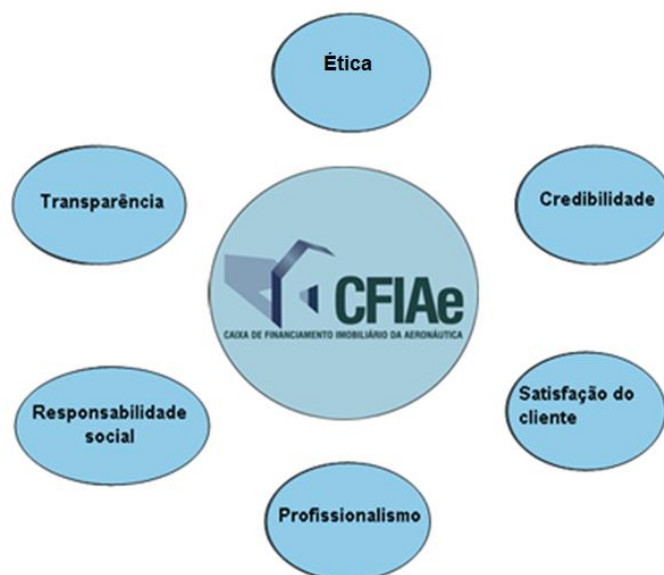 Ética
Transparência
Credibilidade
CFIAe
CAIXA DE FINANCIAMENTO IMOBILIÁRIO DA AERONÁUTICA
Responsabilidade
social
Satisfação do
cliente
Profissionalismo